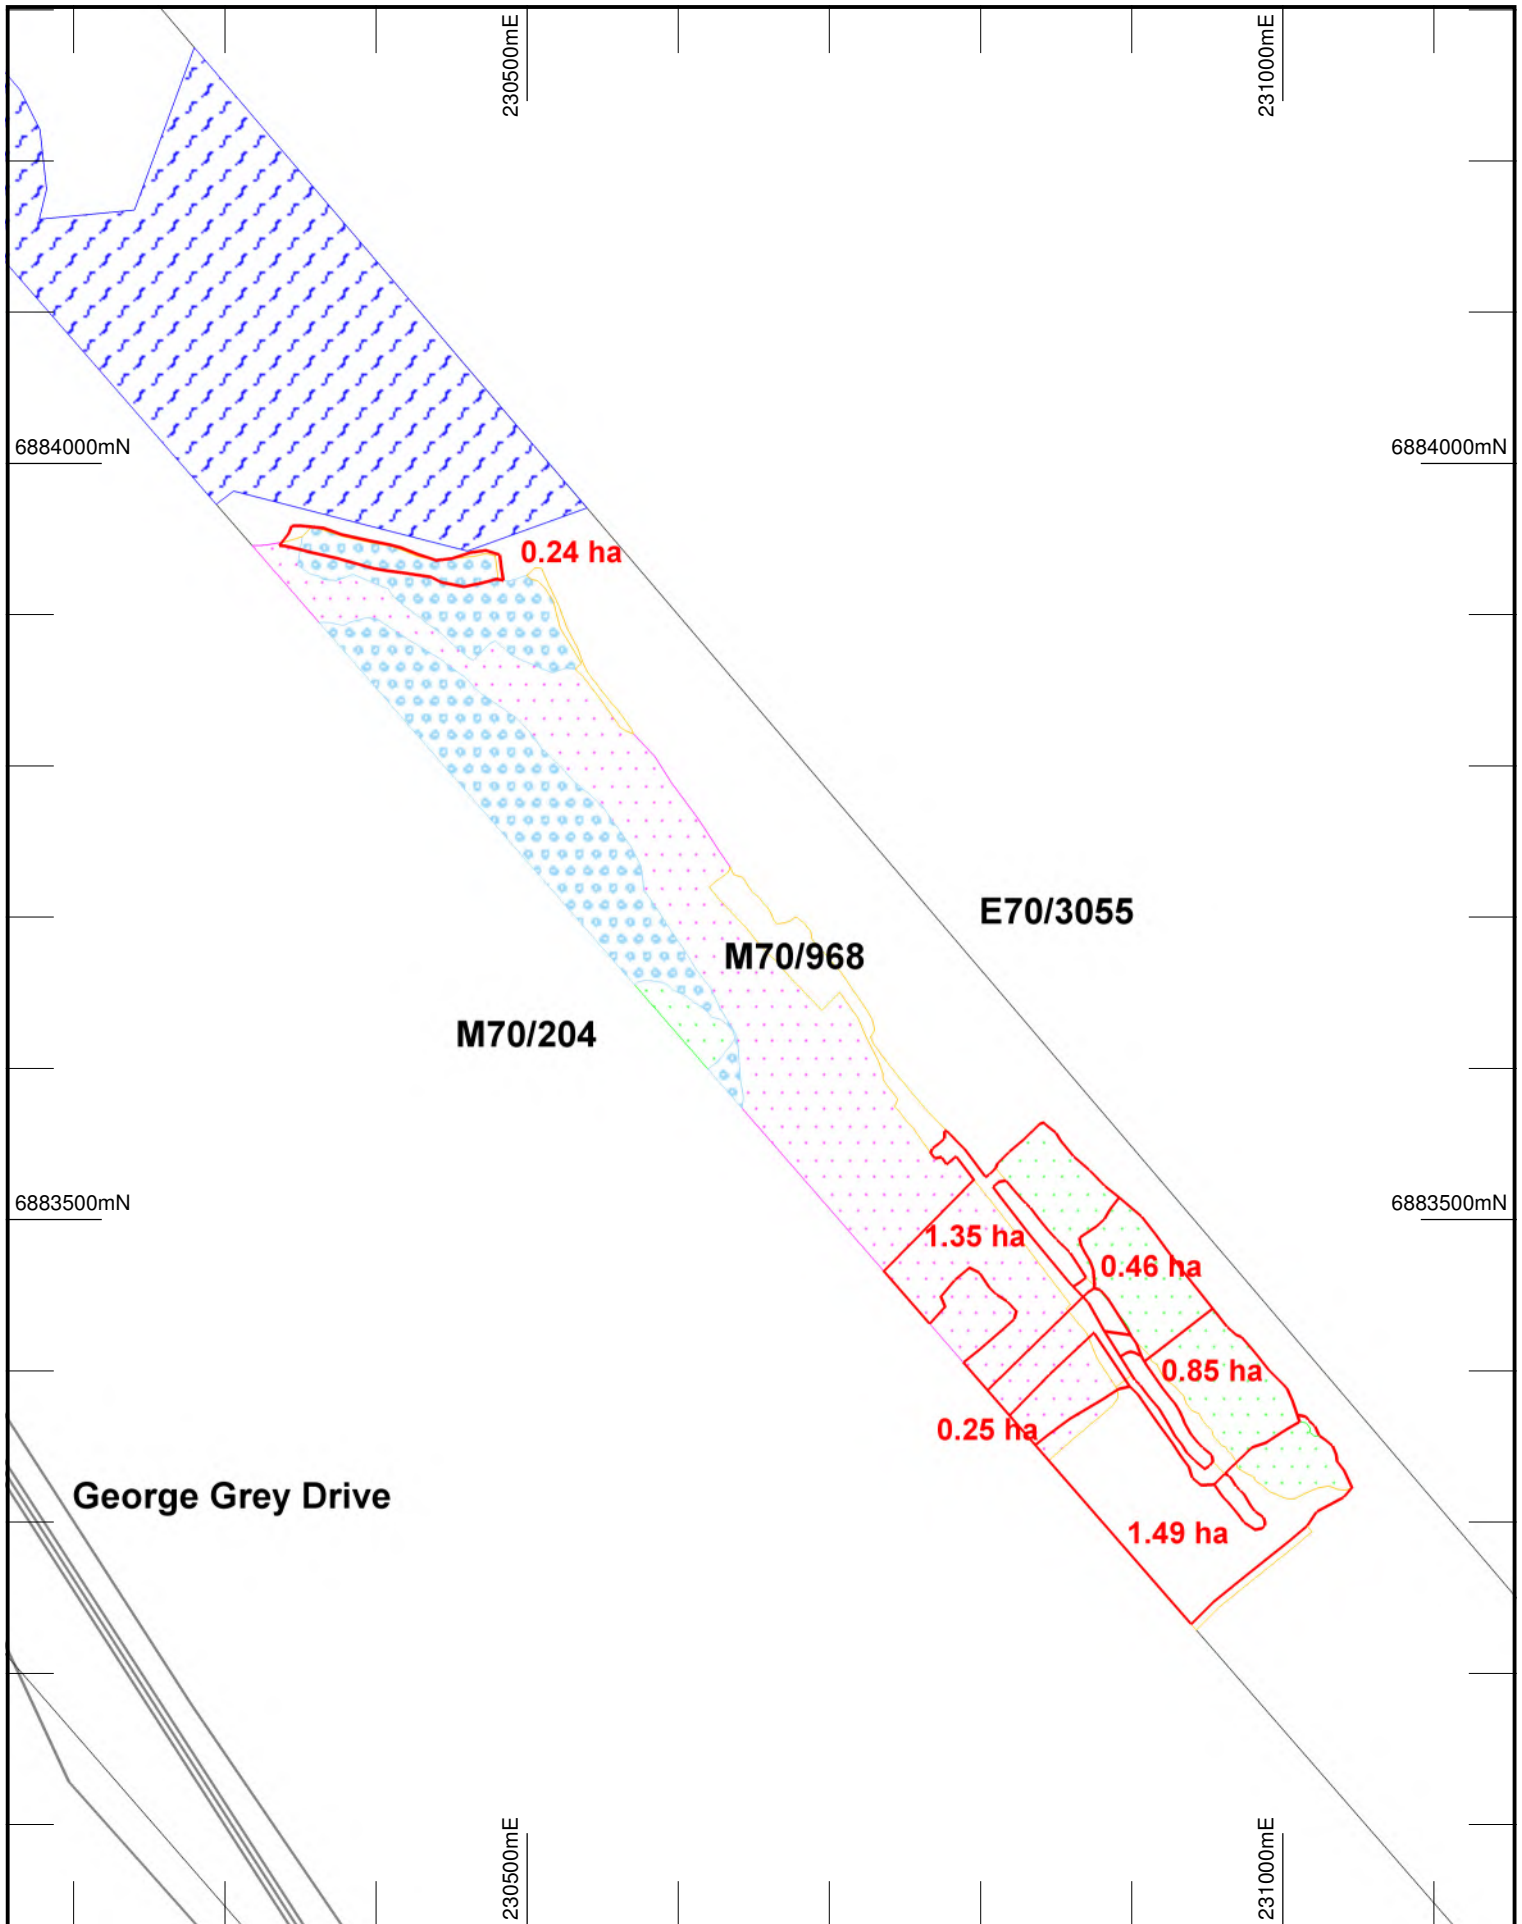 230500mE
231000mE
6884000mN
6884000mN
0.24 ha
E70/3055
M70/968
M70/204
6883500mN
6883500mN
1.35 ha
0.46 ha
0.85 ha
0.25 ha
George Grey Drive
1.49 ha
230500mE
231000mE